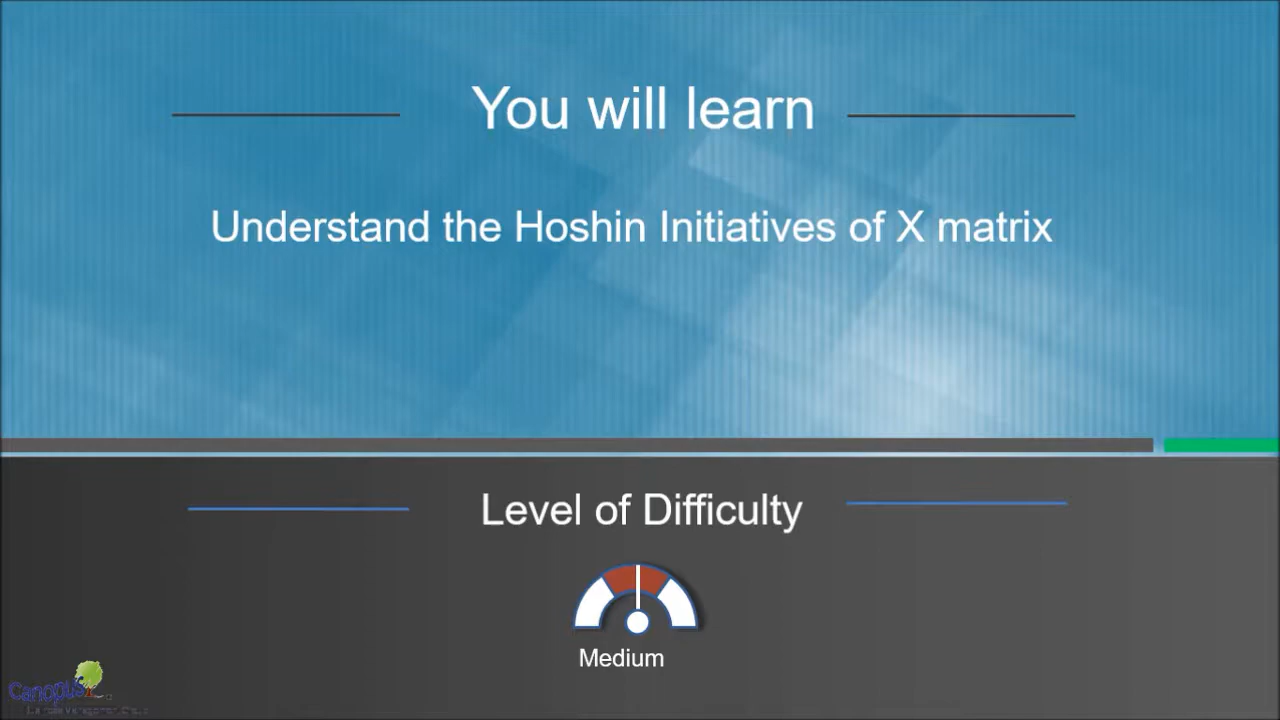 You will learn
Understand the Hoshin Initiatives of X matrix
Level of Difficulty
Medium
Canopus